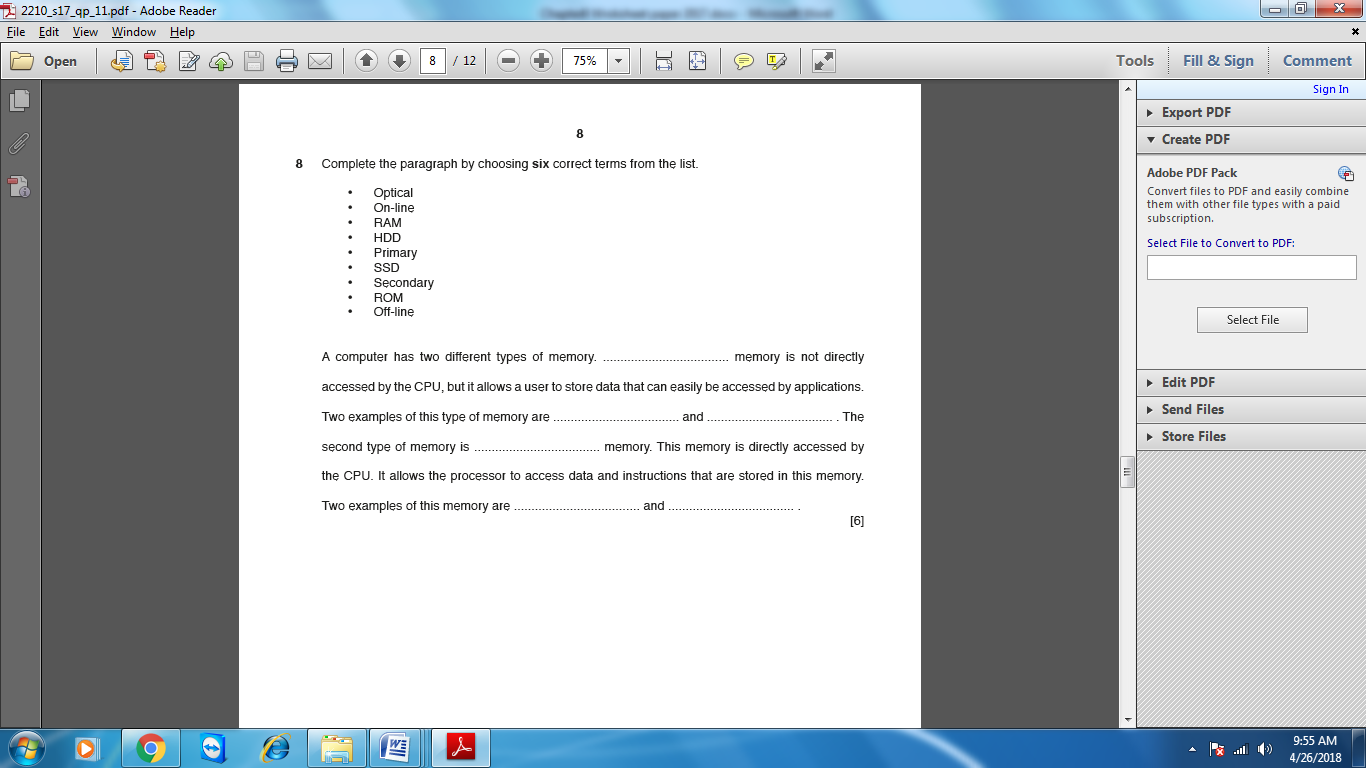 2210_s17_qp_11.pdf - Adobe Reader
File Edit View Window Help
Open 8 / 12 75% Tools Fill & Sign Comment
Sign In
Export PDF
Create PDF
Adobe PDF Pack
Convert files to PDF and easily combine
them with other file types with a paid
subscription.
Select File to Convert to PDF:
Select File
Edit PDF
Send Files
Store Files
8
8 Complete the paragraph by choosing six correct terms from the list.
• Optical
• On-line
• RAM
• HDD
• Primary
• SSD
• Secondary
• ROM
• Off-line
A computer has two different types of memory. .................................... memory is not directly
accessed by the CPU, but it allows a user to store data that can easily be accessed by applications.
Two examples of this type of memory are .................................... and .................................... . The
second type of memory is .................................... memory. This memory is directly accessed by
the CPU. It allows the processor to access data and instructions that are stored in this memory.
Two examples of this memory are .................................... and .................................... .
[6]
9:55 AM
4/26/2018